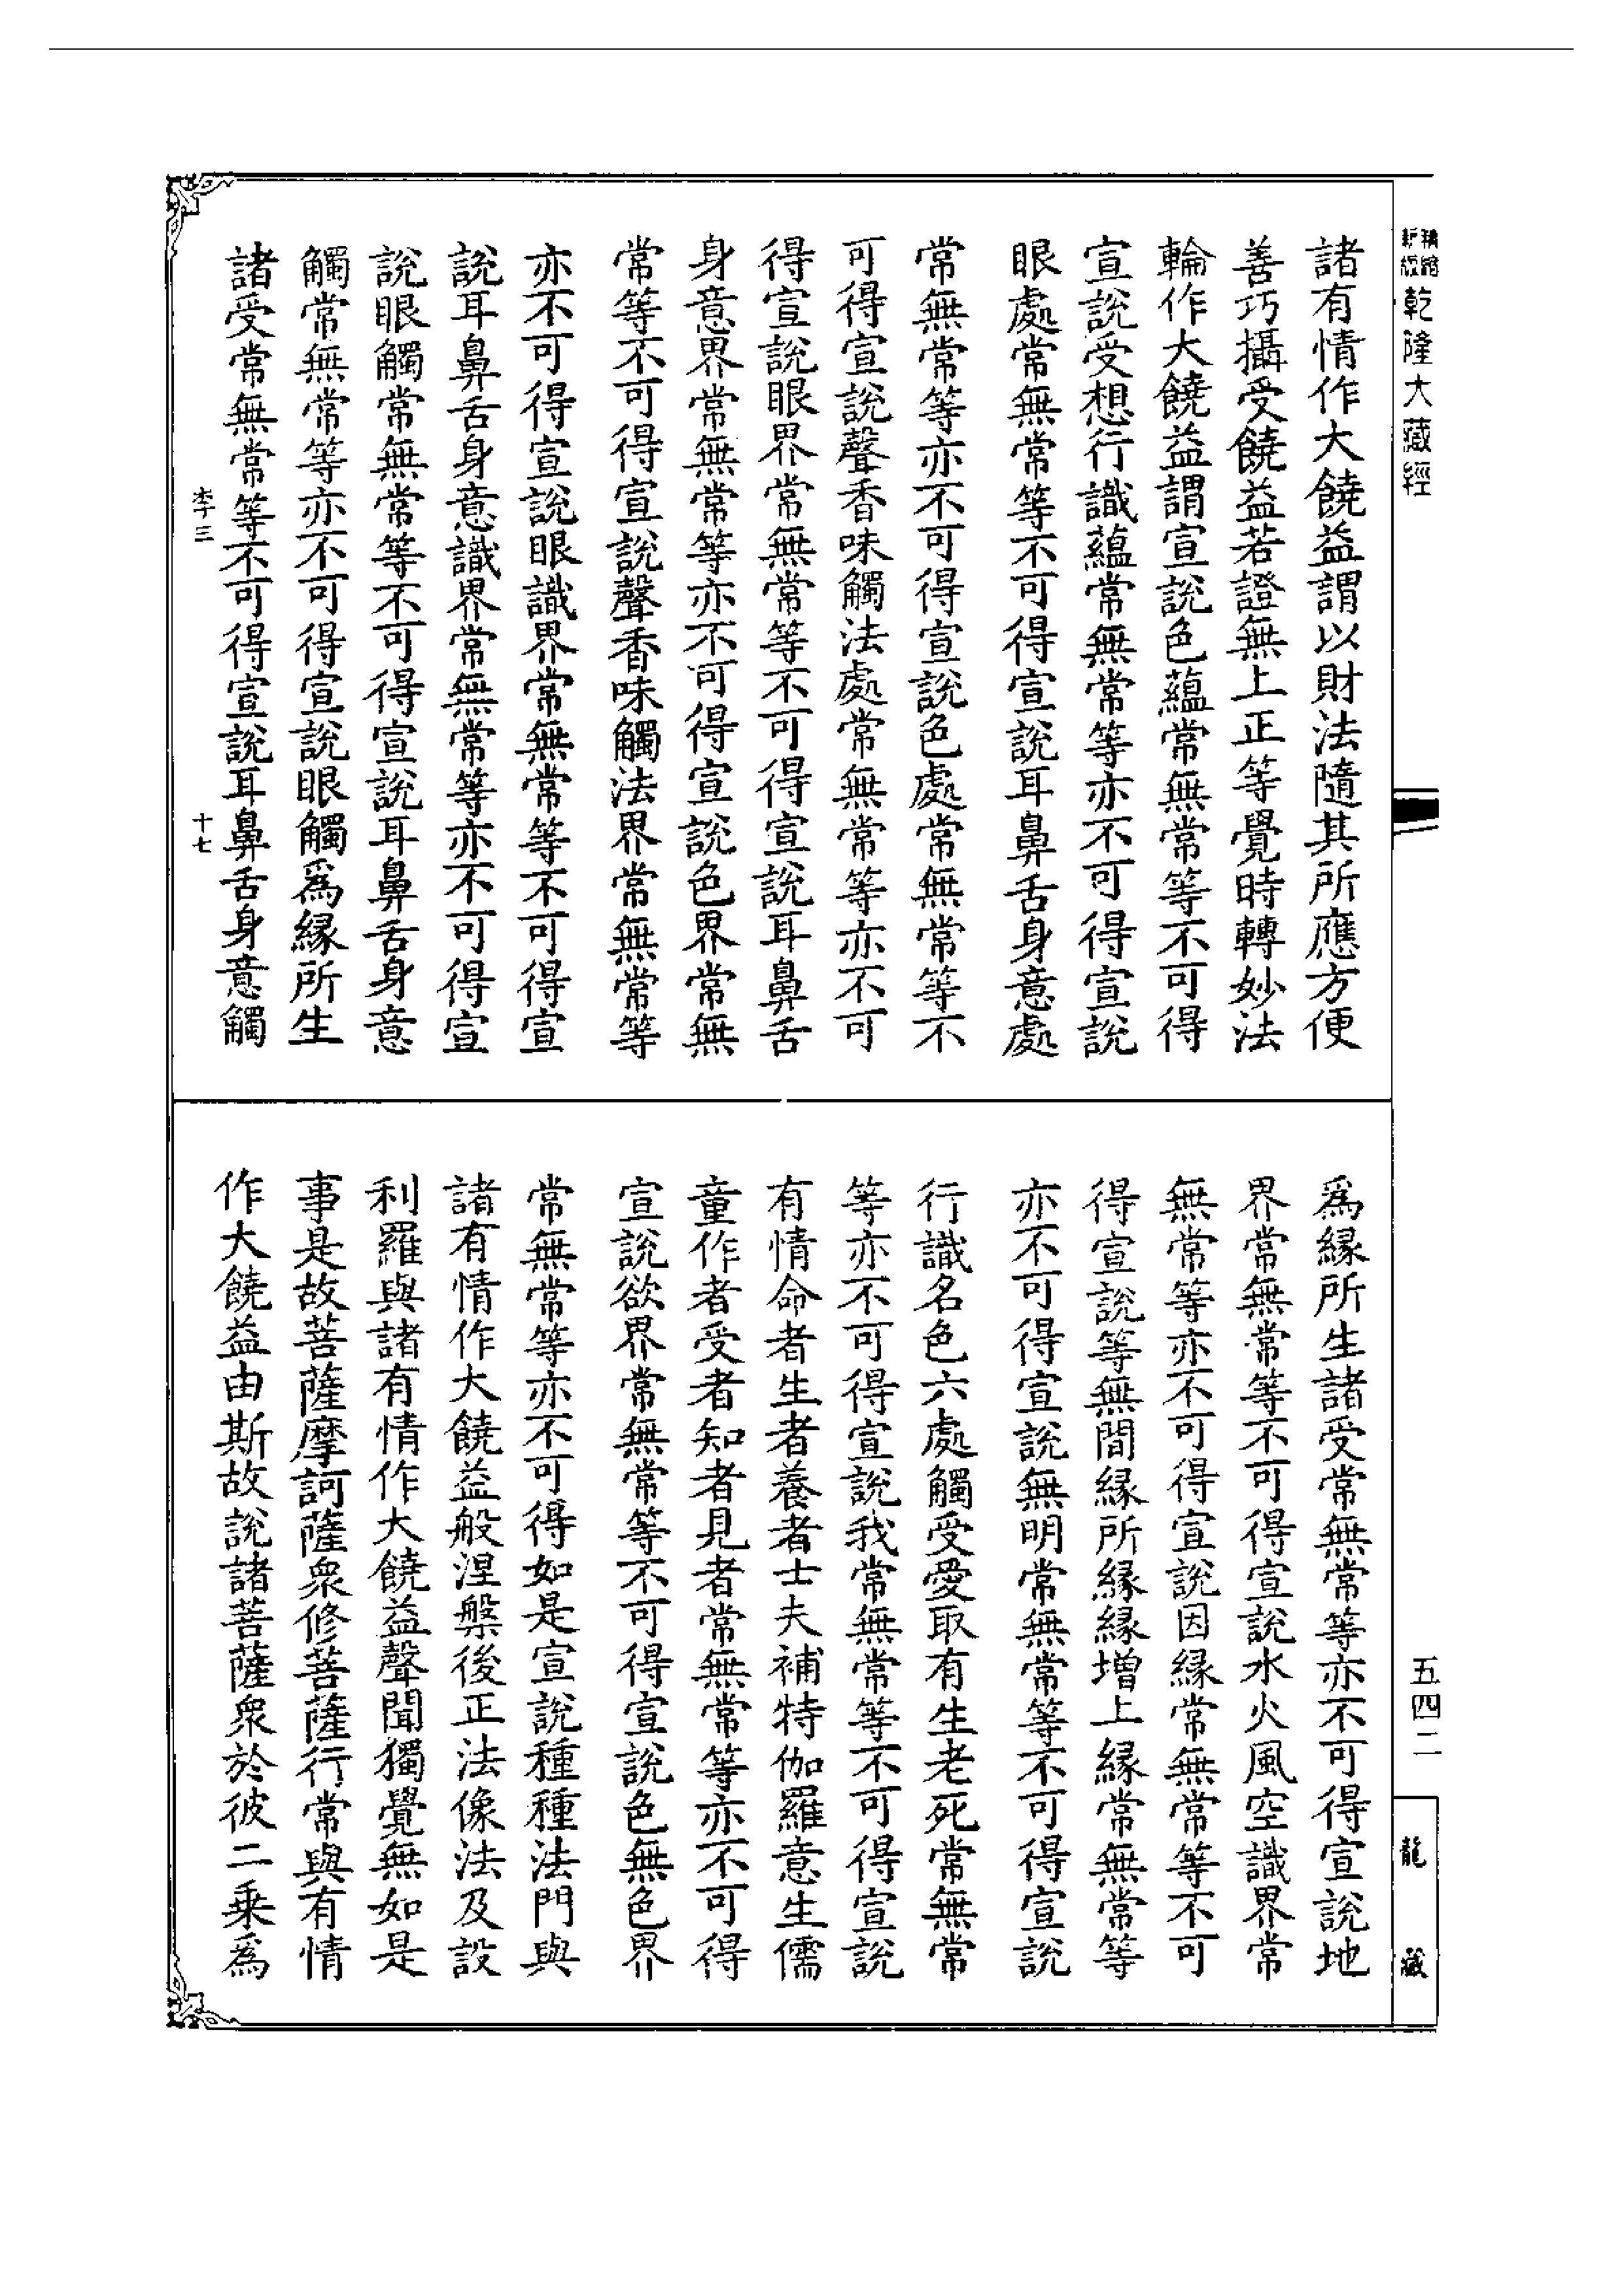 乾隆大藏經
諸有情作大饒益謂以財法隨其所應方便
善巧攝受饒益若證無上正等覺時轉妙法
輪作大饒益謂宣說色蘊常無常等不可得
宣說受想行識蘊常無常等亦不可得宣說
眼處常無常等不可得宣說耳鼻舌身意處
常無常等亦不可得宣說色處常無常等不
可得宣說聲香味觸法處常無常等亦不可
得宣說眼界常無常等不可得宣說耳鼻舌
身意界常無常等亦不可得宣說色界常無
常等不可得宣說聲香味觸法界常無常等
亦不可得宣說眼識界常無常等不可得宣
說耳鼻舌身意識界常無常等亦不可得宣
說眼觸常無常等不可得宣說耳鼻舌身意
觸常無常等亦不可得宣說眼觸為緣所生
諸受常無常等不可得宣說耳鼻舌身意觸
李三
十七
為緣所生諸受常無常等亦不可得宣說地
界常無常等不可得宣說水火風空識界常
無常等亦不可得宣說因緣常無常等不可
得宣說等無間緣所緣緣增上緣常無常等
亦不可得宣說無明常無常等不可得宣說
行識名色六處觸受愛取有生老死常無常
等亦不可得宣說我常無常等不可得宣說
有情命者生者養者士夫補特伽羅意生儒
童作者受者知者見者常無常等亦不可得
宣說欲界常無常等不可得宣說色無色界
常無常等亦不可得如是宣說種種法門與
諸有情作大饒益般涅槃後正法像法及設
利羅與諸有情作大饒益聲聞獨覺無如是
事是故菩薩摩訶薩衆修菩薩行常與有情
作大饒益由斯故說諸菩薩衆於彼二乘為
五四二
龍藏